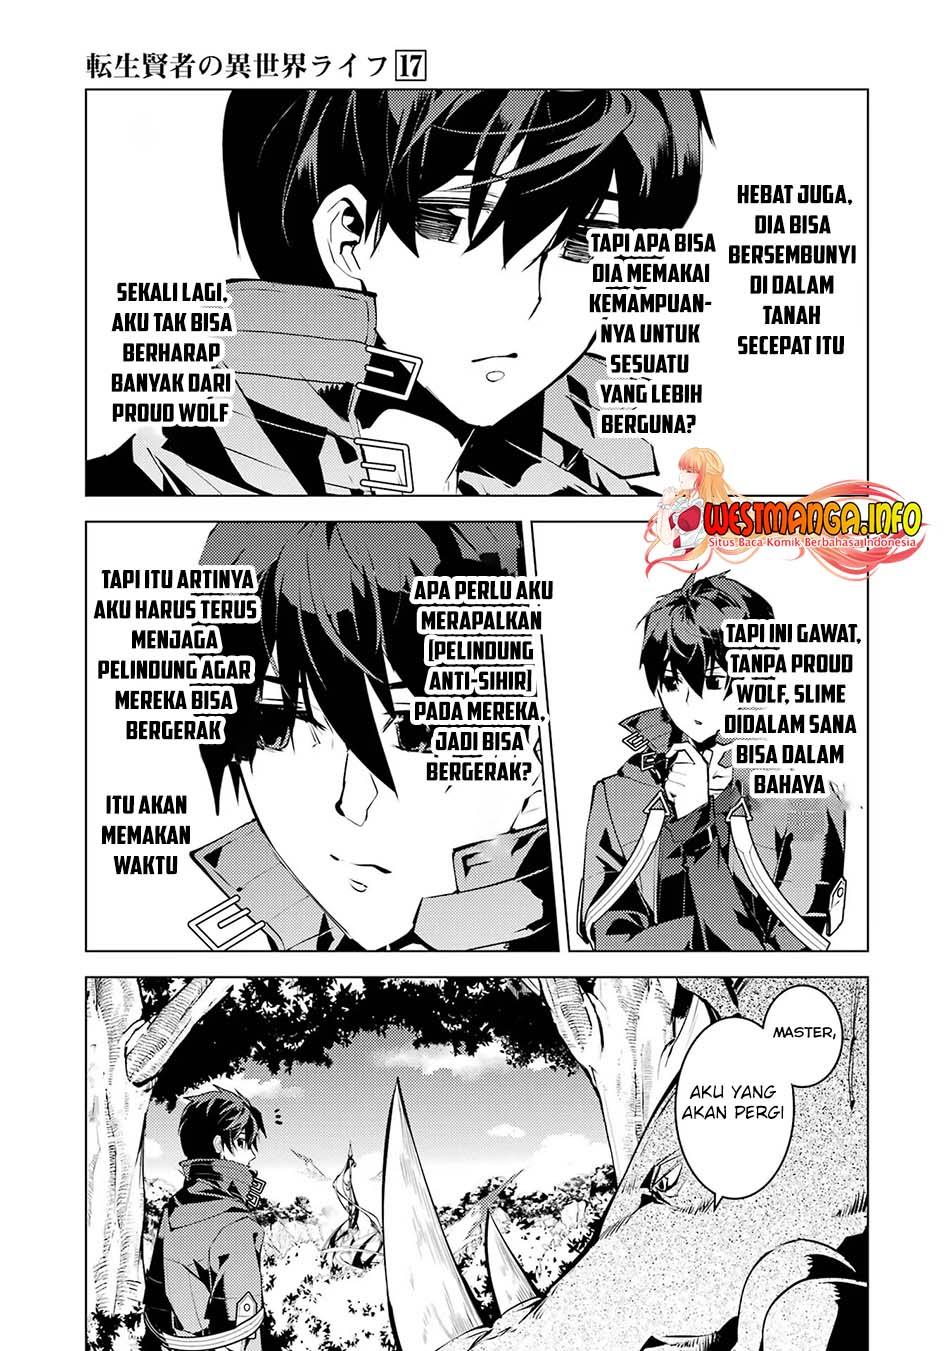 転生賢者の異世界ライフ 17
HEBAT JUGA,
DIA BISA
BERSEMBUNYI
DI DALAM
TANAH
SECEPAT ITU
TAPI APA BISA
DIA MEMAKAI
KEMAMPUAN-
NYA UNTUK
SESUATU
YANG LEBIH
BERGUNA?
SEKALI LAGI,
AKU TAK BISA
BERHARAP
BANYAK DARI
PROUD WOLF
WESTMANGA.INFO
Situs Baca Komik Berbahasa Indonesia
TAPI INI GAWAT,
TANPA PROUD
WOLF, SLIME
DIDALAM SANA
BISA DALAM
BAHAYA
APA PERLU AKU
MERAPALKAN
[PELINDUNG
ANTI-SIHIR]
PADA MEREKA,
JADI BISA
BERGERAK?
TAPI ITU ARTINYA
AKU HARUS TERUS
MENJAGA
PELINDUNG AGAR
MEREKA BISA
BERGERAK
ITU AKAN
MEMAKAN
WAKTU
MASTER,
AKU YANG
AKAN PERGI